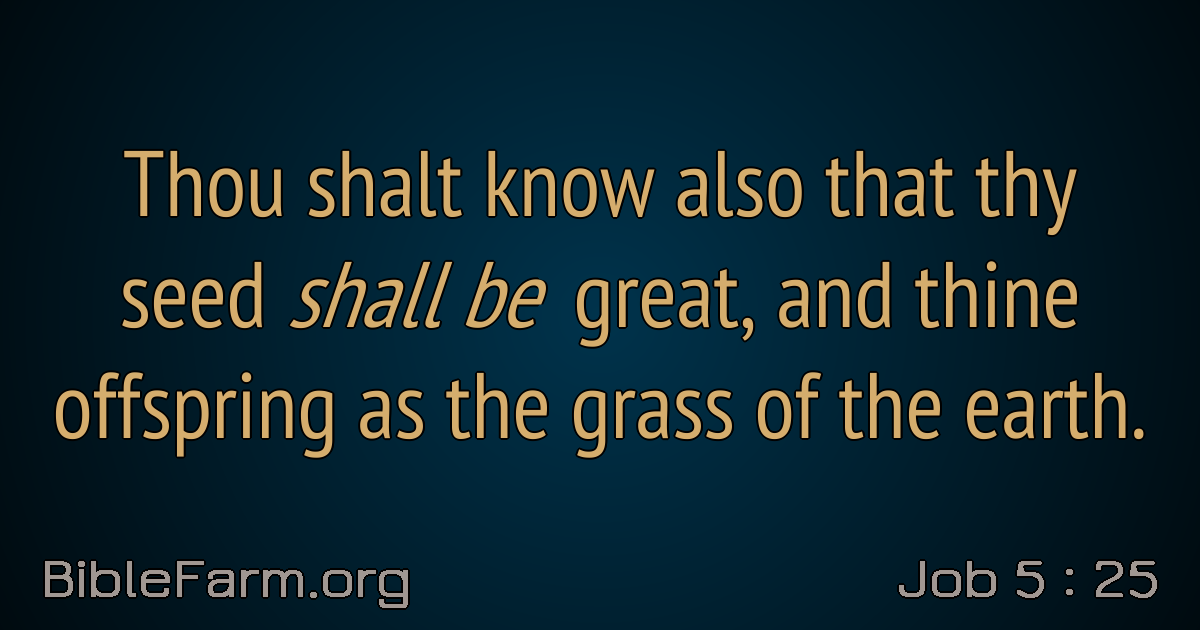 Thou shalt know also that thy
seed shall be great, and thine
offspring as the grass of the earth.
BibleFarm.org
Job 5 : 25